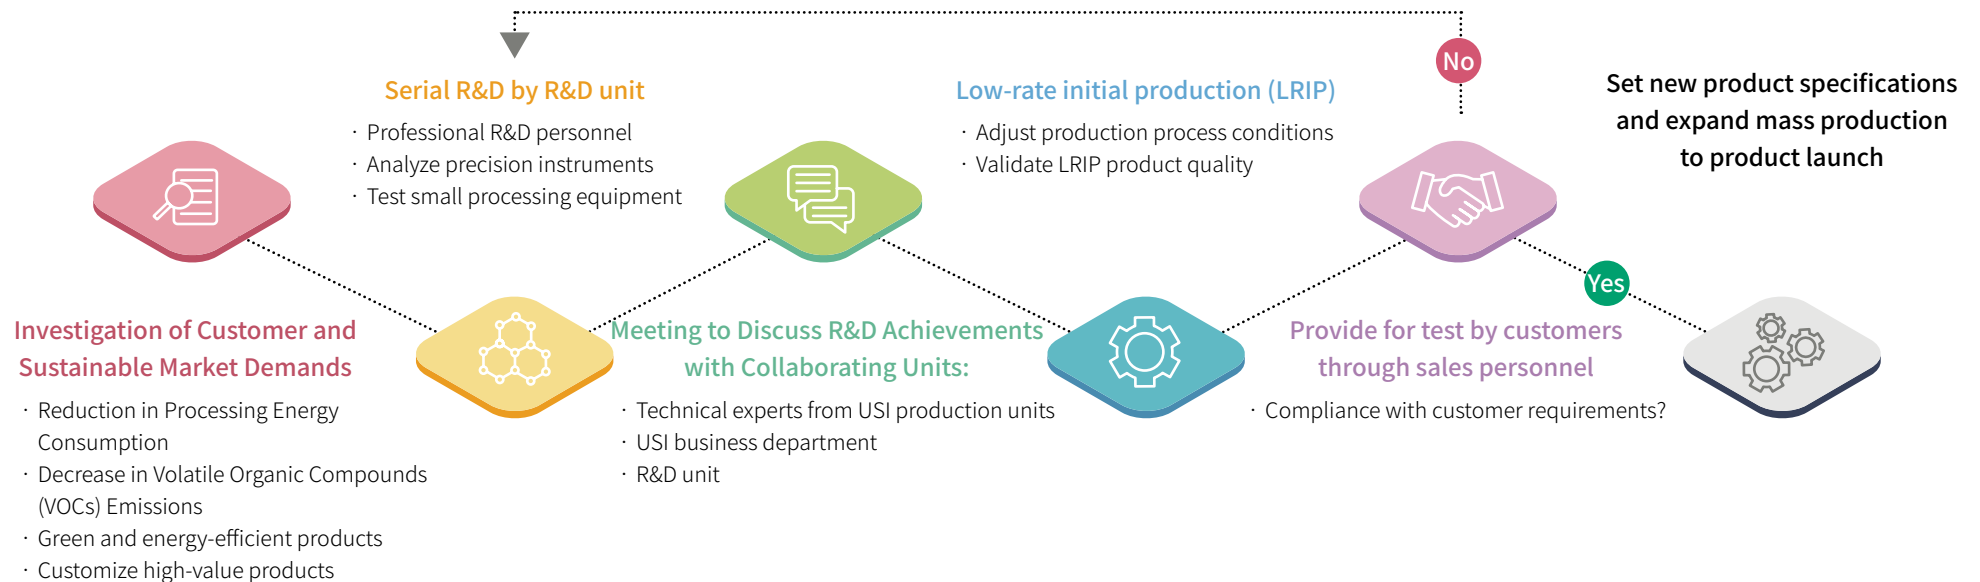 Investigation of Customer and
Sustainable Market Demands
· Reduction in Processing Energy
Consumption
· Decrease in Volatile Organic Compounds
(VOCs) Emissions
· Green and energy-efficient products
· Customize high-value products
Serial R&D by R&D unit
· Professional R&D personnel
· Analyze precision instruments
· Test small processing equipment
Meeting to Discuss R&D Achievements
with Collaborating Units:
· Technical experts from USI production units
· USI business department
· R&D unit
Low-rate initial production (LRIP)
· Adjust production process conditions
· Validate LRIP product quality
Provide for test by customers
through sales personnel
· Compliance with customer requirements?
No
Yes
Set new product specifications
and expand mass production
to product launch